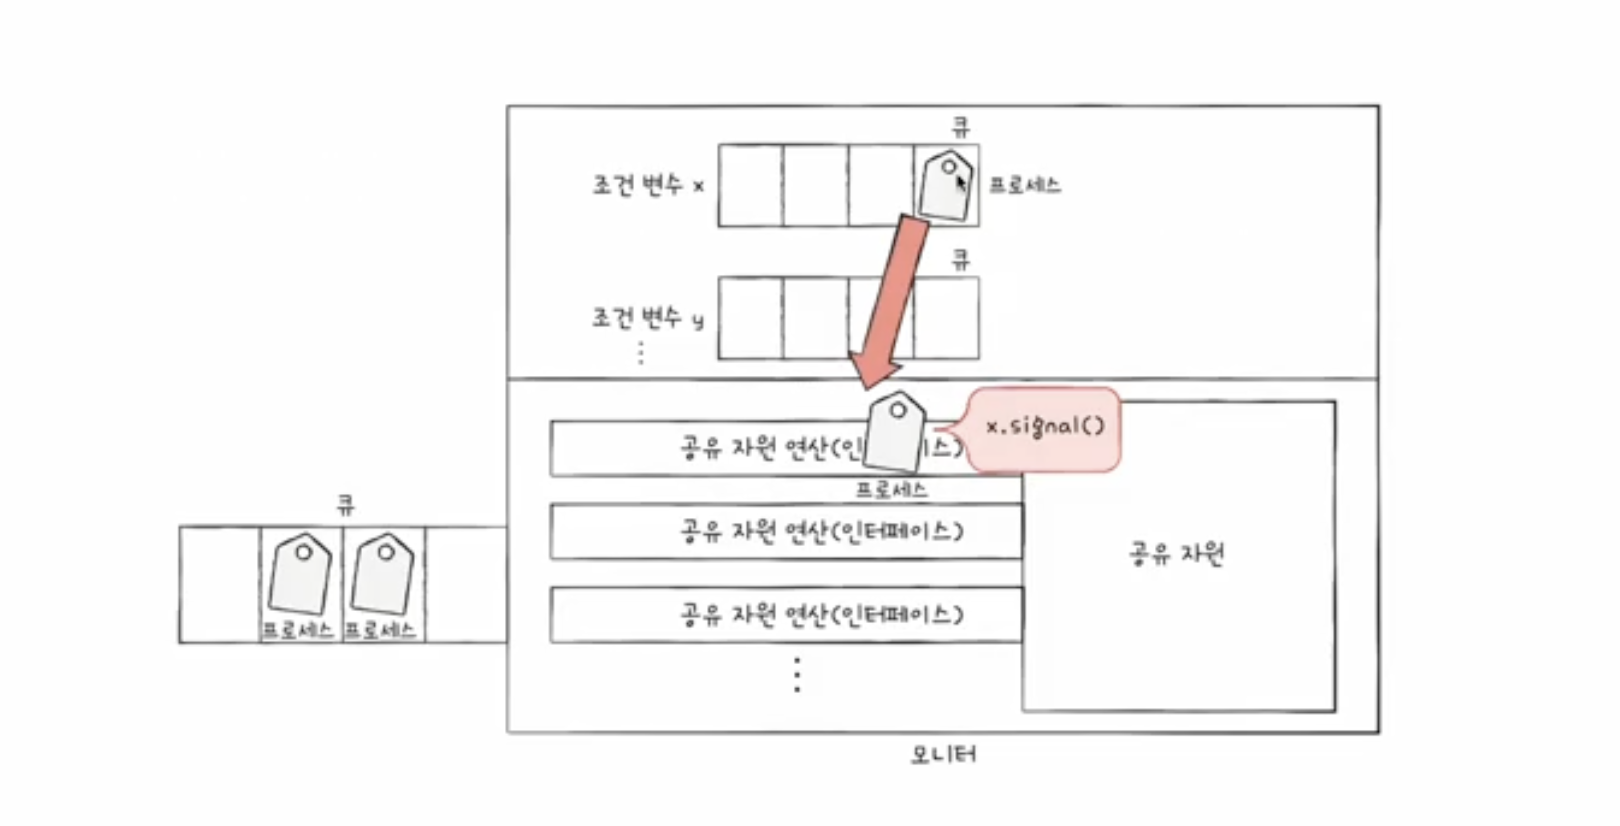 큐
조건 변수 x
프로세스
큐
조건 변수 y
⋮
x.signal()
공유 자원 연산(인 스)
프로세스
큐
공유 자원 연산(인터페이스)
공유 자원
공유 자원 연산(인터페이스)
프로세스 프로세스
⋮
모니터